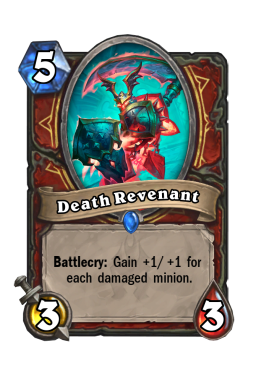 5
Death Revenant
Battlecry: Gain +1/ +1 for
each damaged minion.
3 3